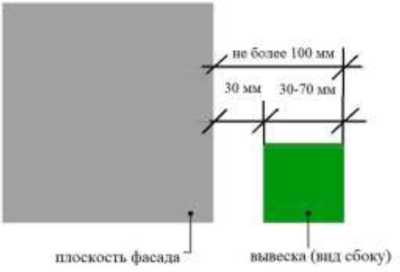 не более 100 мм
30 мм 30-70 мм
плоскость фасада вывеска (вид сбоку)